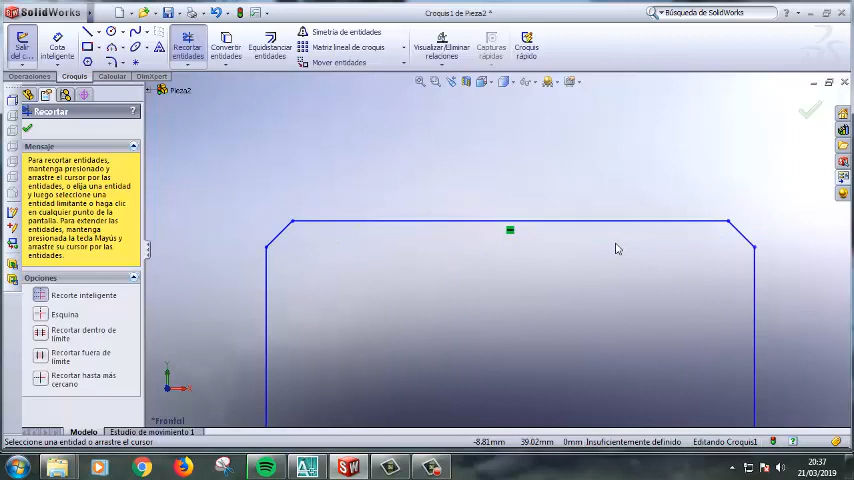 SOLIDWORKS
Croquis1 de Pieza2 *
Búsqueda de SolidWorks
Salir del c...
Cota inteligente
Recortar entidades
Convertir entidades
Equidistanciar entidades
Simetría de entidades
Matriz lineal de croquis
Mover entidades
Visualizar/Eliminar relaciones
Capturas rápidas
Croquis rápido
Operaciones
Croquis
Calcular
DimXpert
Pieza2
Recortar
?
Mensaje
Para recortar entidades,
mantenga presionado y
arrastre el cursor por las
entidades, o elija una entidad
y luego seleccione una
entidad limitante o haga clic
en cualquier punto de la
pantalla. Para extender las
entidades, mantenga
presionada la tecla Mayús y
arrastre su cursor por las
entidades.
Opciones
Recorte inteligente
Esquina
Recortar dentro de
límite
Recortar fuera de
límite
Recortar hasta más
cercano
Y
X
*Frontal
Modelo
Estudio de movimiento 1
Seleccione una entidad o arrastre el cursor
-8.81mm
39.02mm
0mm
Insuficientemente definido
Editando Croquis1
20:37
21/03/2019